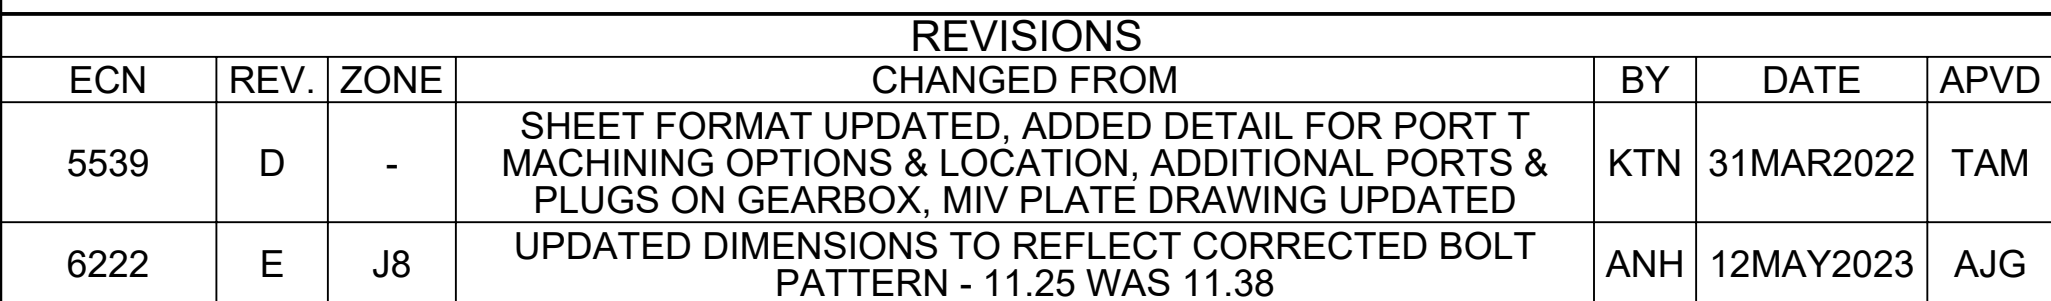 REVISIONS
ECN REV. ZONE CHANGED FROM BY DATE APVD
SHEET FORMAT UPDATED, ADDED DETAIL FOR PORT T
5539 D - MACHINING OPTIONS & LOCATION, ADDITIONAL PORTS & KTN 31MAR2022 TAM
PLUGS ON GEARBOX, MIV PLATE DRAWING UPDATED
6222 E J8 UPDATED DIMENSIONS TO REFLECT CORRECTED BOLT ANH 12MAY2023 AJG
PATTERN - 11.25 WAS 11.38